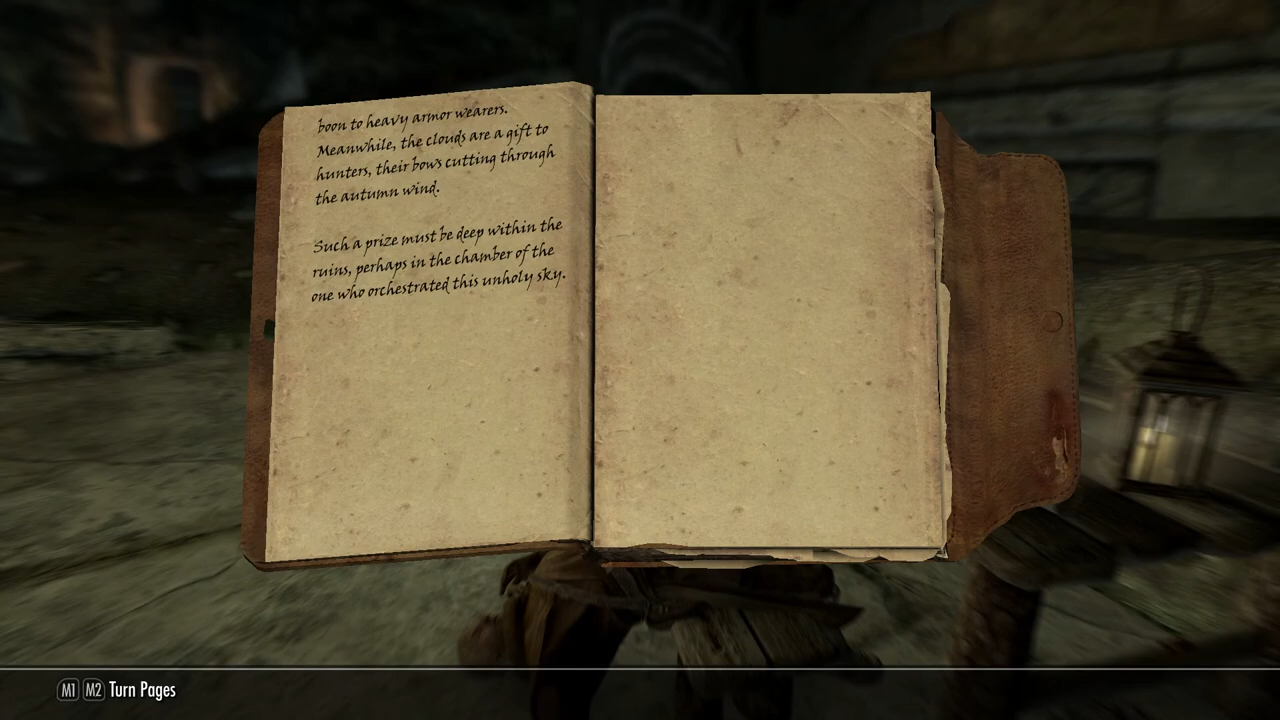 boon to heavy armor wearers.
Meanwhile, the clouds are a gift to
hunters, their bows cutting through
the autumn wind.
Such a prize must be deep within the
ruins, perhaps in the chamber of the
one who orchestrated this unholy sky.
M1 M2 Turn Pages